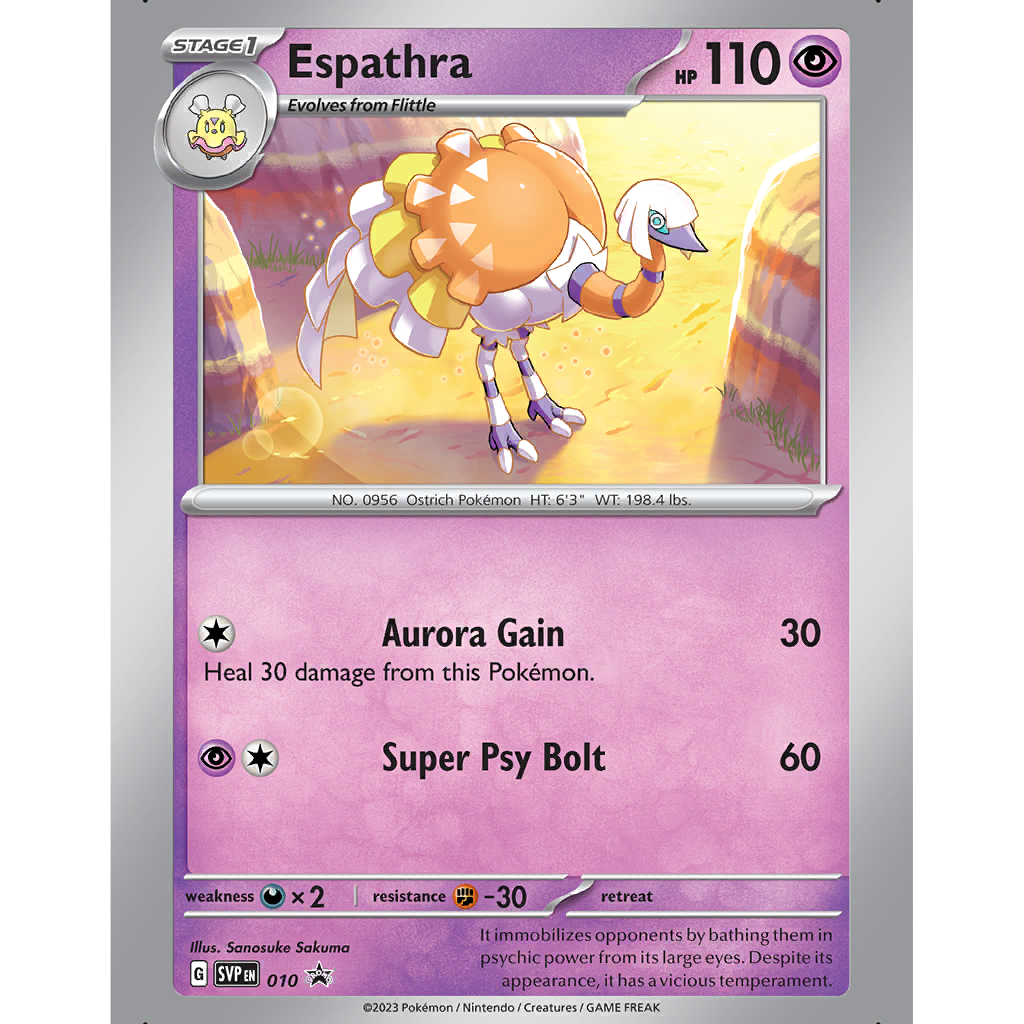 STAGE1
Espathra
HP 110
Evolves from Flittle
NO. 0956 Ostrich Pokémon HT: 6'3" WT: 198.4 lbs.
Aurora Gain 30
Heal 30 damage from this Pokémon.
Super Psy Bolt 60
weakness ×2 resistance -30 retreat
Illus. Sanosuke Sakuma
It immobilizes opponents by bathing them in
psychic power from its large eyes. Despite its
appearance, it has a vicious temperament.
G SVP EN 010 PROMO
©2023 Pokémon / Nintendo / Creatures / GAME FREAK